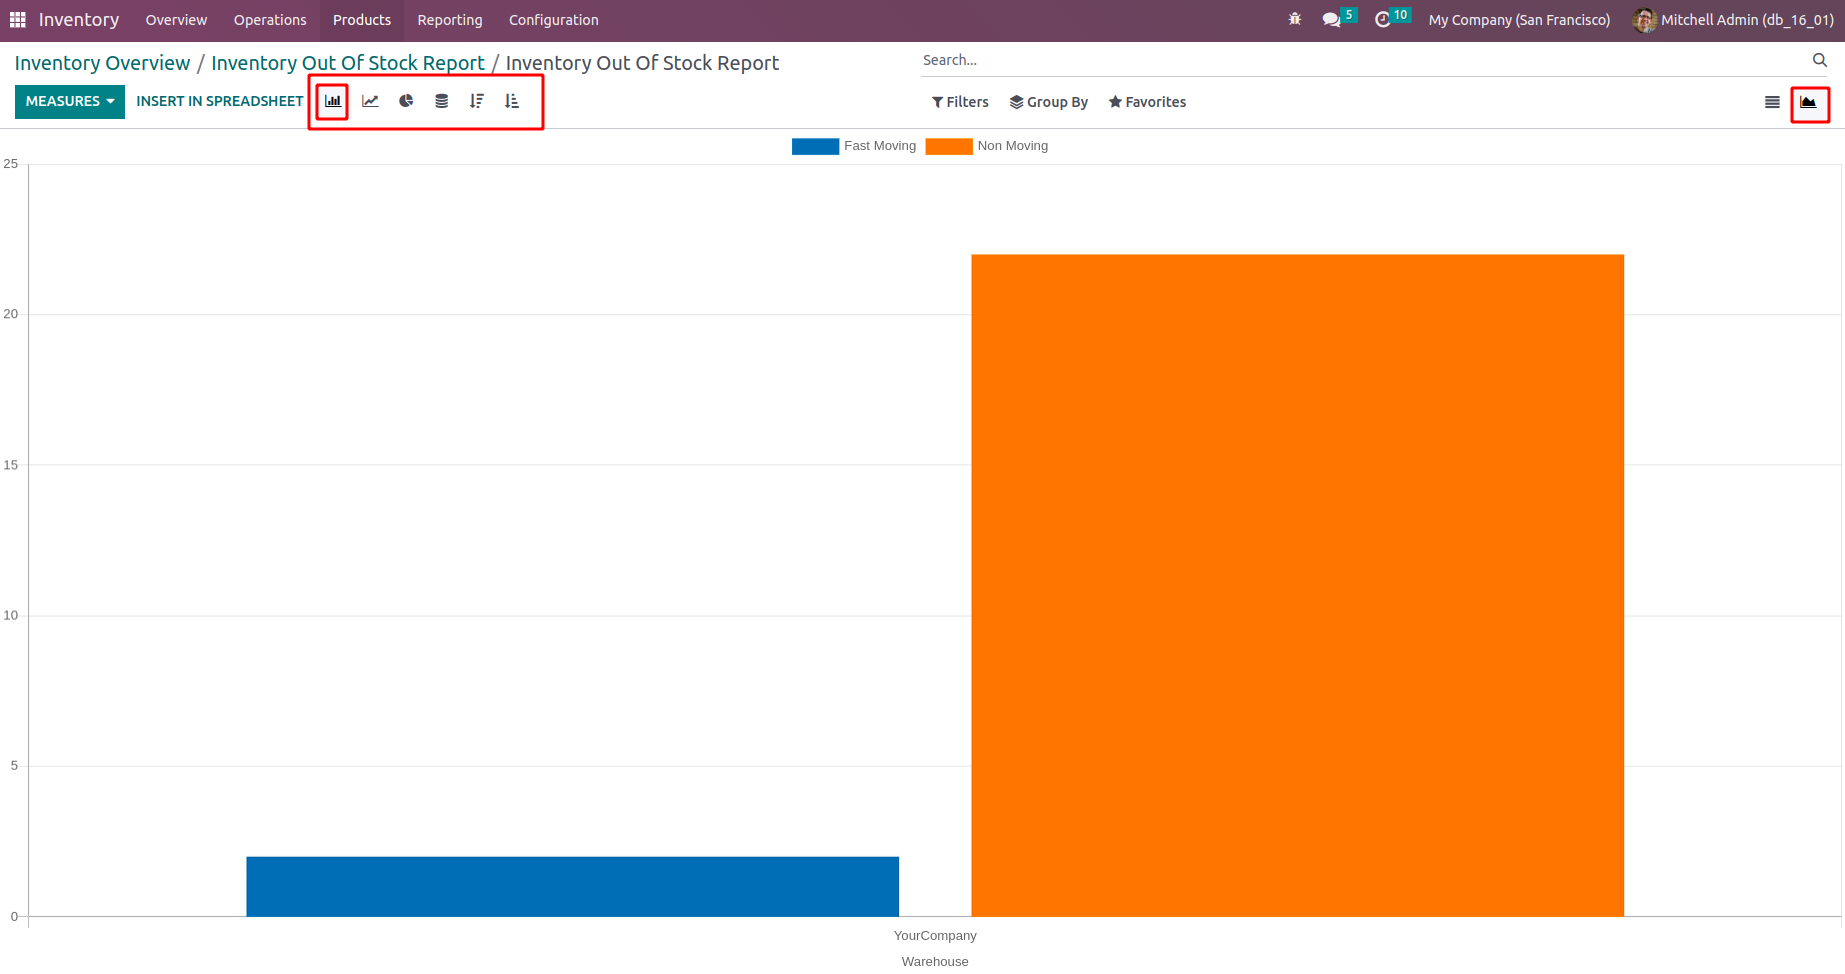 Inventory Overview Operations Products Reporting Configuration 5 10 My Company (San Francisco) Mitchell Admin (db_16_01)
Inventory Overview / Inventory Out Of Stock Report / Inventory Out Of Stock Report Search...
MEASURES INSERT IN SPREADSHEET Filters Group By Favorites
Fast Moving Non Moving
25
20
15
10
5
0
YourCompany
Warehouse